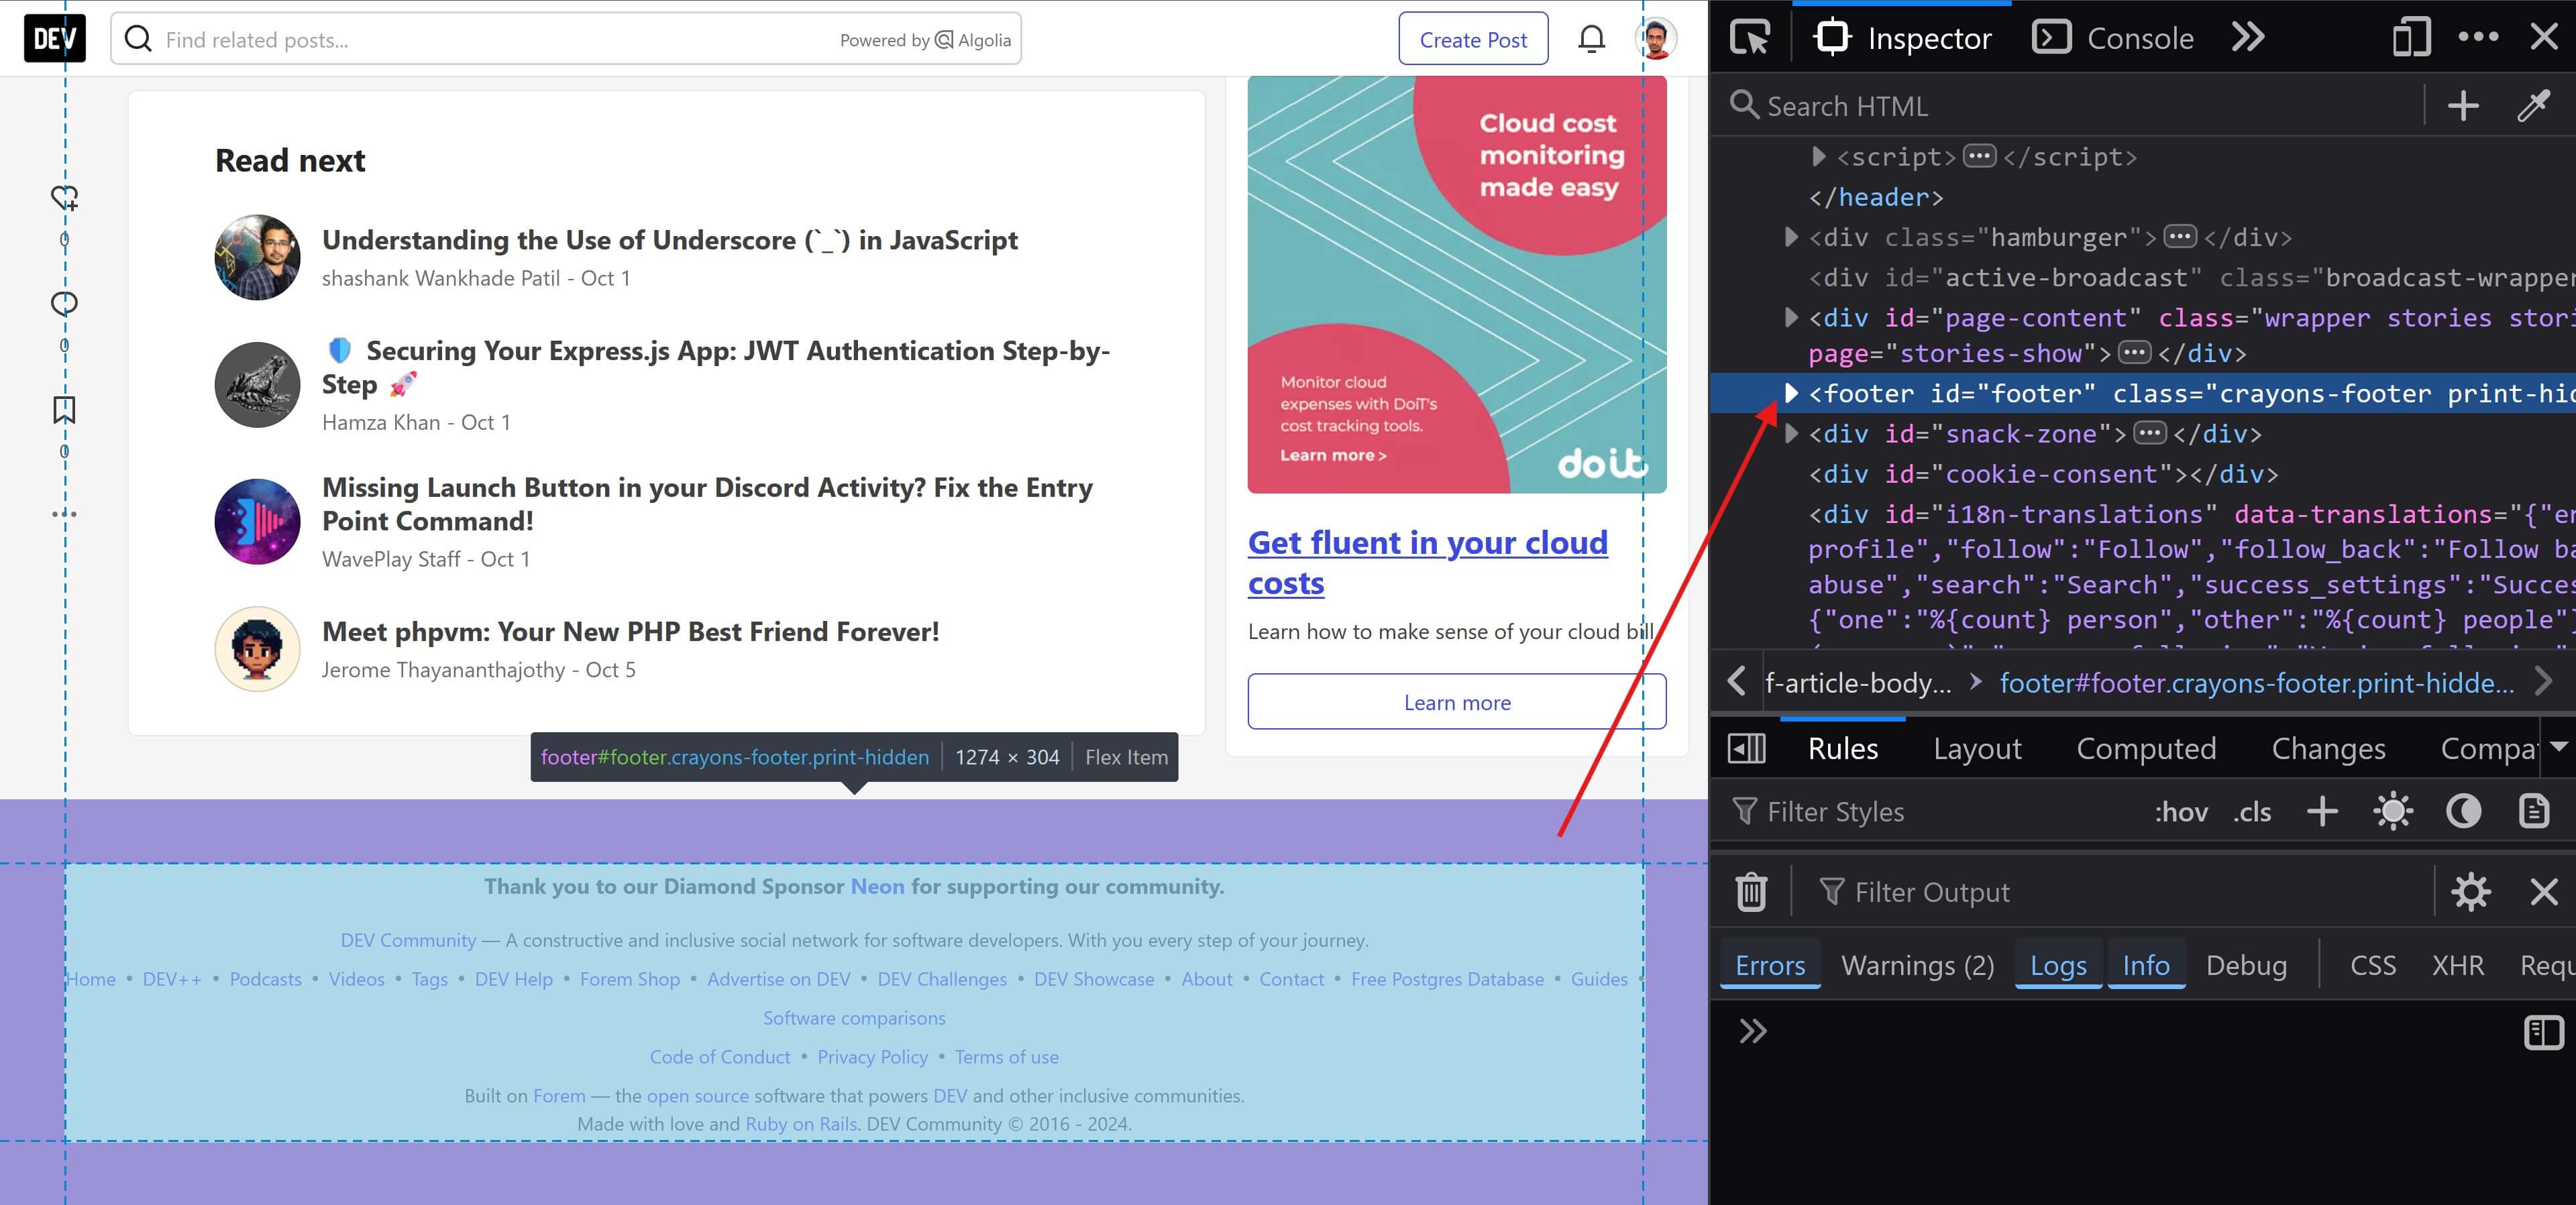 DEV
Find related posts...
Powered by Algolia
Create Post
Read next
Understanding the Use of Underscore (`_`) in JavaScript
shashank Wankhade Patil - Oct 1
🛡️ Securing Your Express.js App: JWT Authentication Step-by-
Step 🚀
Hamza Khan - Oct 1
Missing Launch Button in your Discord Activity? Fix the Entry
Point Command!
WavePlay Staff - Oct 1
Meet phpvm: Your New PHP Best Friend Forever!
Jerome Thayananthajothy - Oct 5
0
0
0
Cloud cost
monitoring
made easy
Monitor cloud
expenses with DoiT's
cost tracking tools.
Learn more >
doit
Get fluent in your cloud
costs
Learn how to make sense of your cloud bill
Learn more
footer#footer.crayons-footer.print-hidden 1274 × 304 Flex Item
Thank you to our Diamond Sponsor Neon for supporting our community.
DEV Community — A constructive and inclusive social network for software developers. With you every step of your journey.
Home • DEV++ • Podcasts • Videos • Tags • DEV Help • Forem Shop • Advertise on DEV • DEV Challenges • DEV Showcase • About • Contact • Free Postgres Database • Guides •
Software comparisons
Code of Conduct • Privacy Policy • Terms of use
Built on Forem — the open source software that powers DEV and other inclusive communities.
Made with love and Ruby on Rails. DEV Community © 2016 - 2024.
Inspector Console
Search HTML
<script>···</script>
</header>
<div class="hamburger">···</div>
<div id="active-broadcast" class="broadcast-wrapper
<div id="page-content" class="wrapper stories stori
page="stories-show">···</div>
<footer id="footer" class="crayons-footer print-hid
<div id="snack-zone">···</div>
<div id="cookie-consent"></div>
<div id="i18n-translations" data-translations="{"en
profile","follow":"Follow","follow_back":"Follow ba
abuse","search":"Search","success_settings":"Succes
{"one":"%{count} person","other":"%{count} people"
f-article-body... footer#footer.crayons-footer.print-hidde...
Rules Layout Computed Changes Compat
Filter Styles :hov .cls
Filter Output
Errors Warnings (2) Logs Info Debug CSS XHR Requ